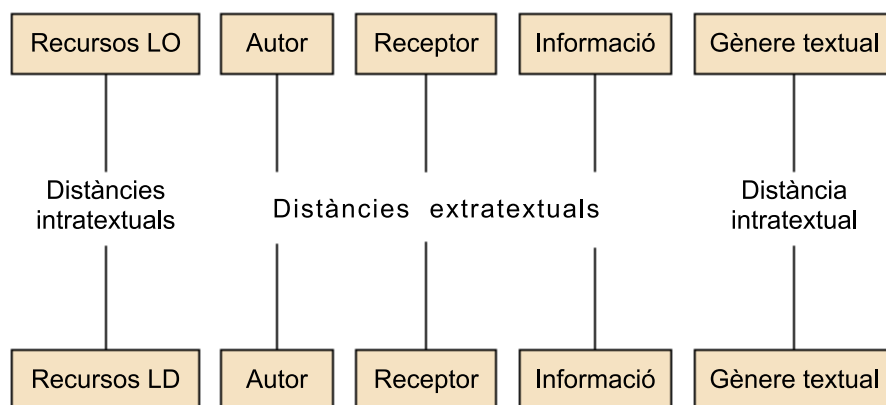 Recursos LO Autor Receptor Informació Gènere textual
Distàncies
intratextuals
Distàncies extratextuals
Distància
intratextual
Recursos LD Autor Receptor Informació Gènere textual